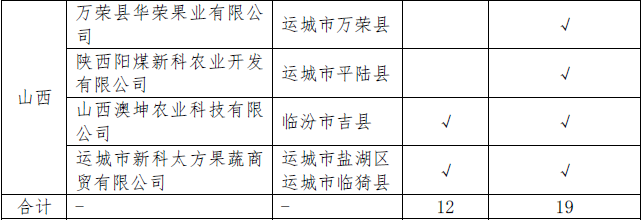 山西
万荣县华荣果业有限公
司
运城市万荣县
√
陕西阳煤新科农业开发
有限公司
运城市平陆县
√
山西澳坤农业科技有限
公司
临汾市吉县
√ √
运城市新科太方果蔬商
贸有限公司
运城市盐湖区
运城市临猗县
√ √
合计 - - 12 19